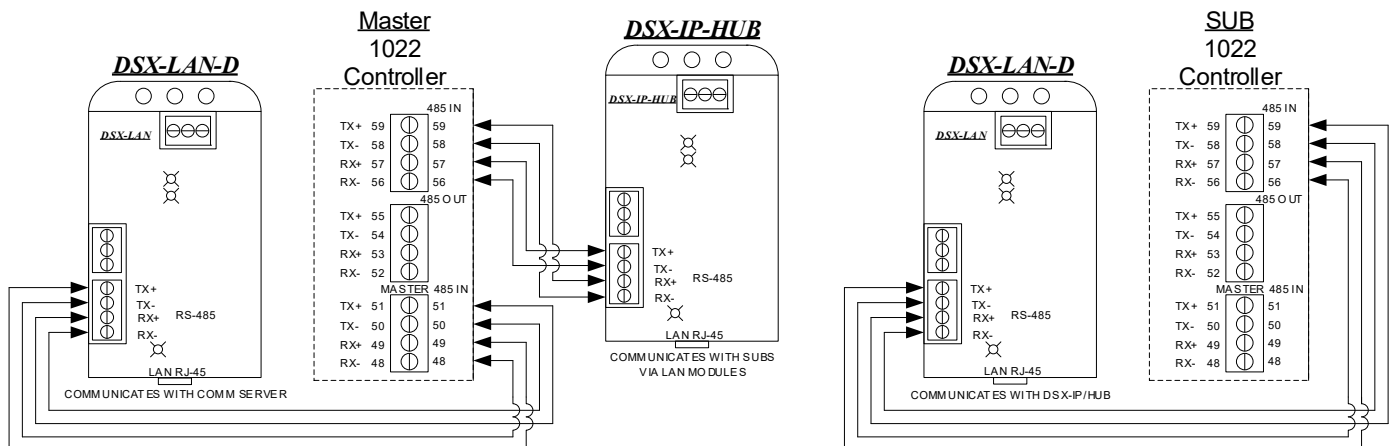 DSX-LAN-D
DSX-LAN
TX+
TX-
RX+
RX-
RS-485
LAN RJ-45
COMMUNICATES WITH COMM SERVER
Master
1022
Controller
485 IN
TX+ 59 59
TX- 58 58
RX+ 57 57
RX- 56 56
485 OUT
TX+ 55
TX- 54
RX+ 53
RX- 52
MASTER 485 IN
TX+ 51 51
TX- 50 50
RX+ 49 49
RX- 48 48
DSX-IP-HUB
DSX-IP-HUB
TX+
TX-
RX+
RX-
RS-485
LAN RJ-45
COMMUNICATES WITH SUBS
VIA LAN MODULES
DSX-LAN-D
DSX-LAN
TX+
TX-
RX+
RX-
RS-485
LAN RJ-45
COMMUNICATES WITH DSX-IP/HUB
SUB
1022
Controller
485 IN
TX+ 59 59
TX- 58 58
RX+ 57 57
RX- 56 56
485 OUT
TX+ 55
TX- 54
RX+ 53
RX- 52
MASTER 485 IN
TX+ 51 51
TX- 50 50
RX+ 49 49
RX- 48 48